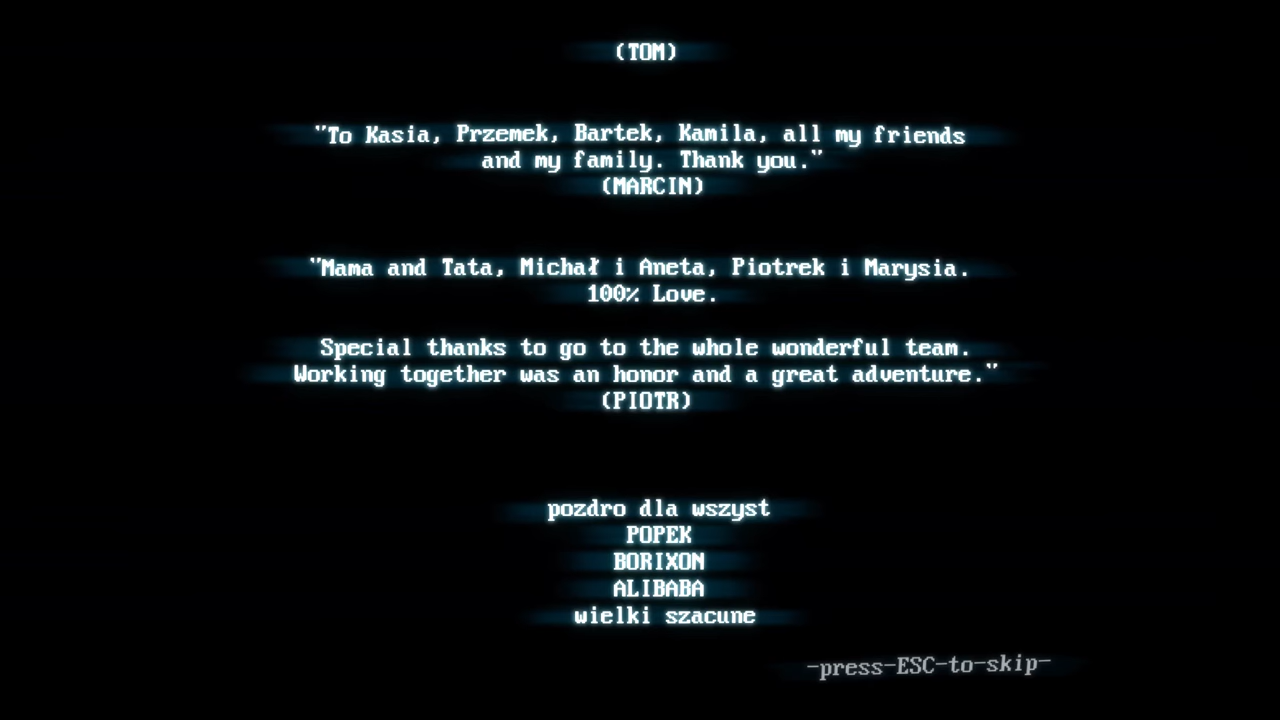 (TOM)
"To Kasia, Przemek, Bartek, Kamila, all my friends
and my family. Thank you."
(MARCIN)
"Mama and Tata, Michał i Aneta, Piotrek i Marysia.
100% Love.
Special thanks to go to the whole wonderful team.
Working together was an honor and a great adventure."
(PIOTR)
pozdro dla wszyst
POPEK
BORIXON
ALIBABA
wielki szacune
-press-ESC-to-skip-